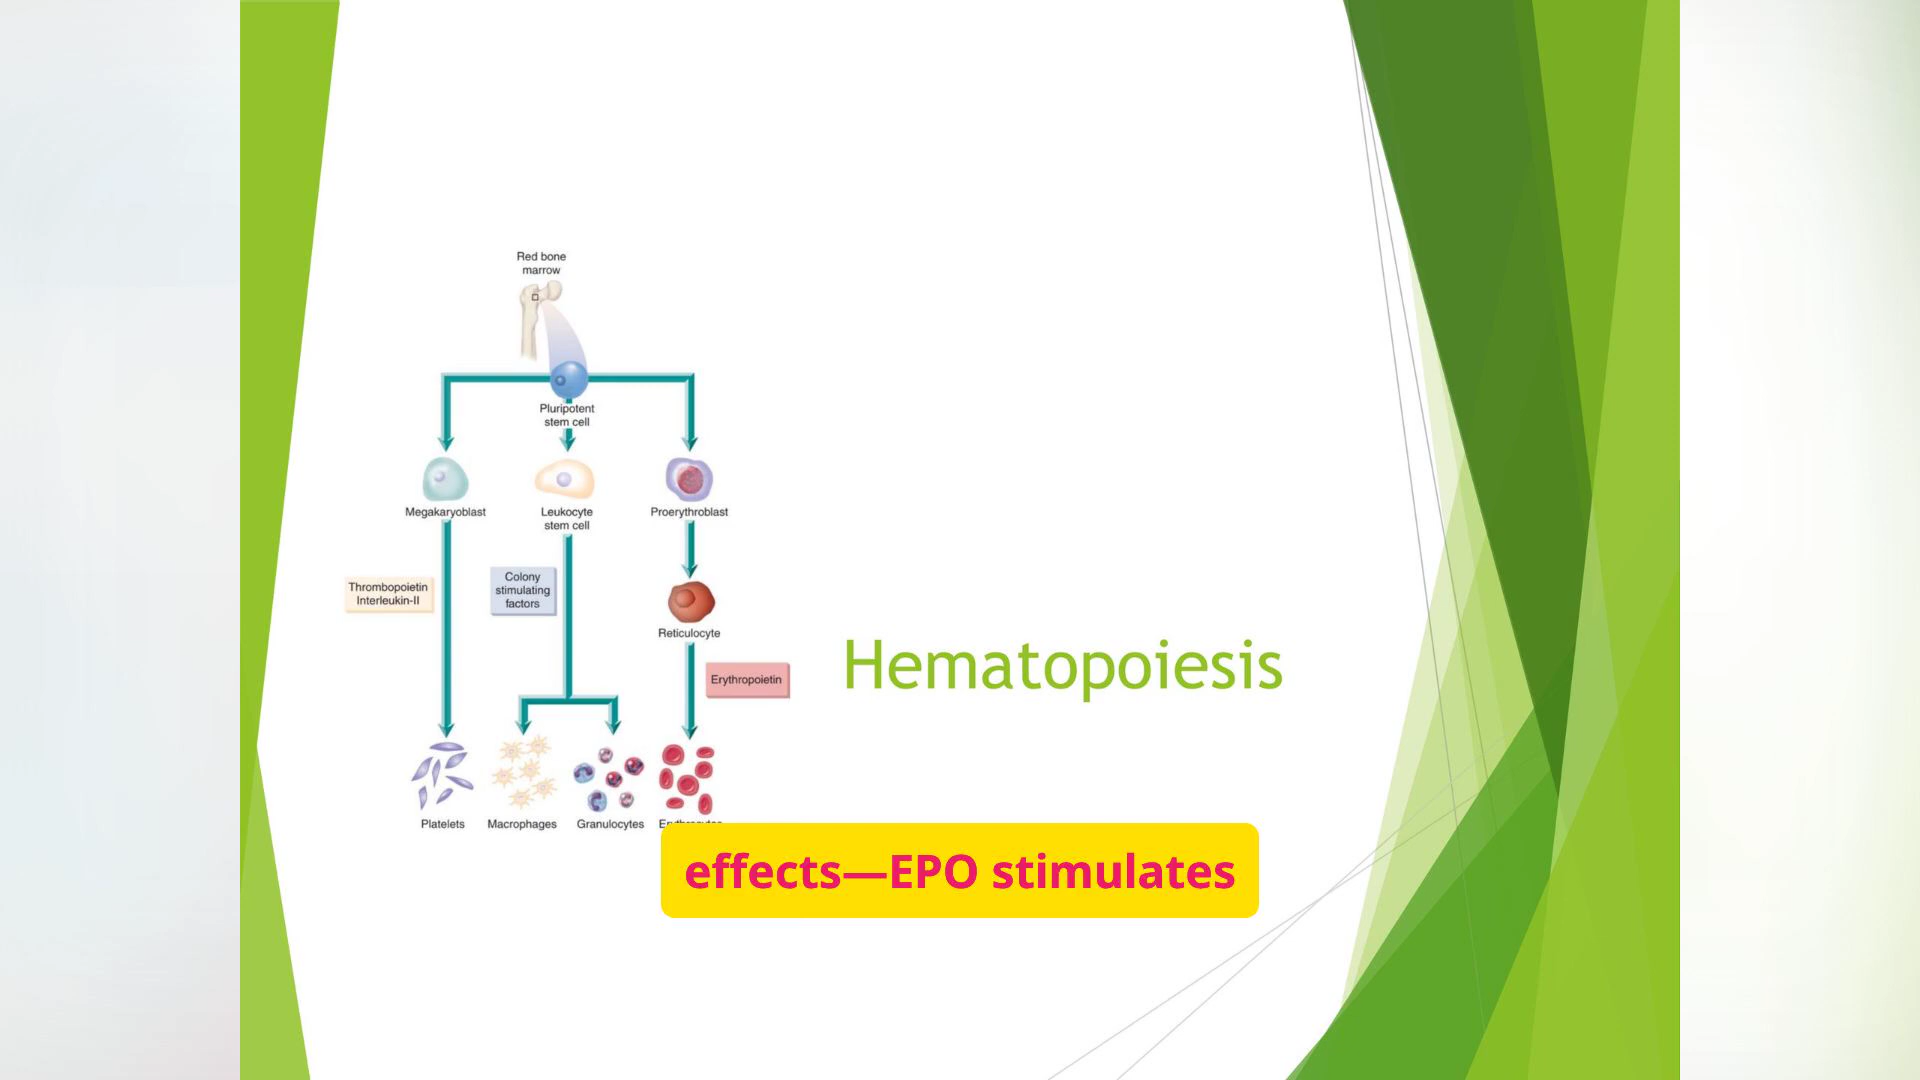 Red bone
marrow
Pluripotent
stem cell
Megakaryoblast
Leukocyte
stem cell
Proerythroblast
Thrombopoietin
Interleukin-II
Colony
stimulating
factors
Reticulocyte
Erythropoietin
Hematopoiesis
Platelets
Macrophages
Granulocytes
effects—EPO stimulates